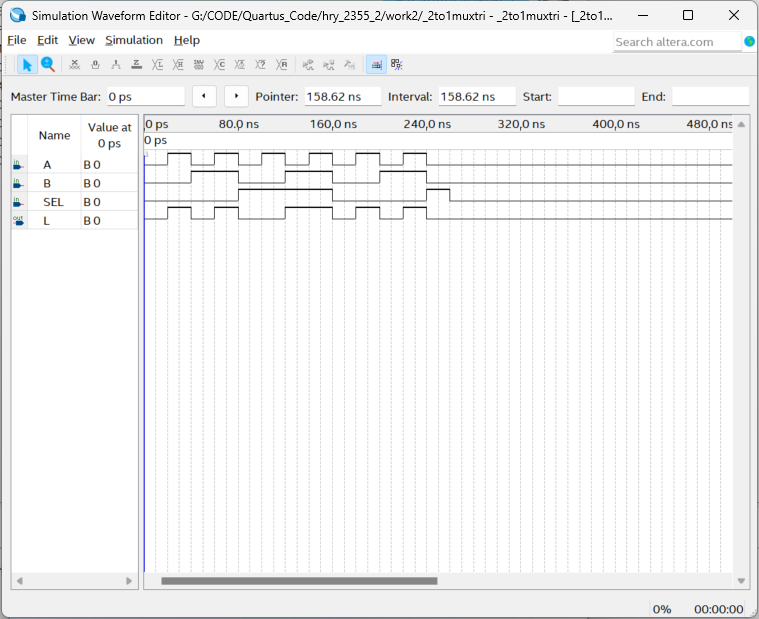 Simulation Waveform Editor - G:/CODE/Quartus_Code/hry_2355_2/work2/_2to1muxtri - _2to1muxtri - [_2to1...
File Edit View Simulation Help
Search altera.com
Master Time Bar: 0 ps Pointer: 158.62 ns Interval: 158.62 ns Start: End:
Name Value at 0 ps
0 ps 80.0 ns 160.0 ns 240.0 ns 320.0 ns 400.0 ns 480.0 ns
0 ps
in A B 0
in B B 0
in SEL B 0
out L B 0
0% 00:00:00